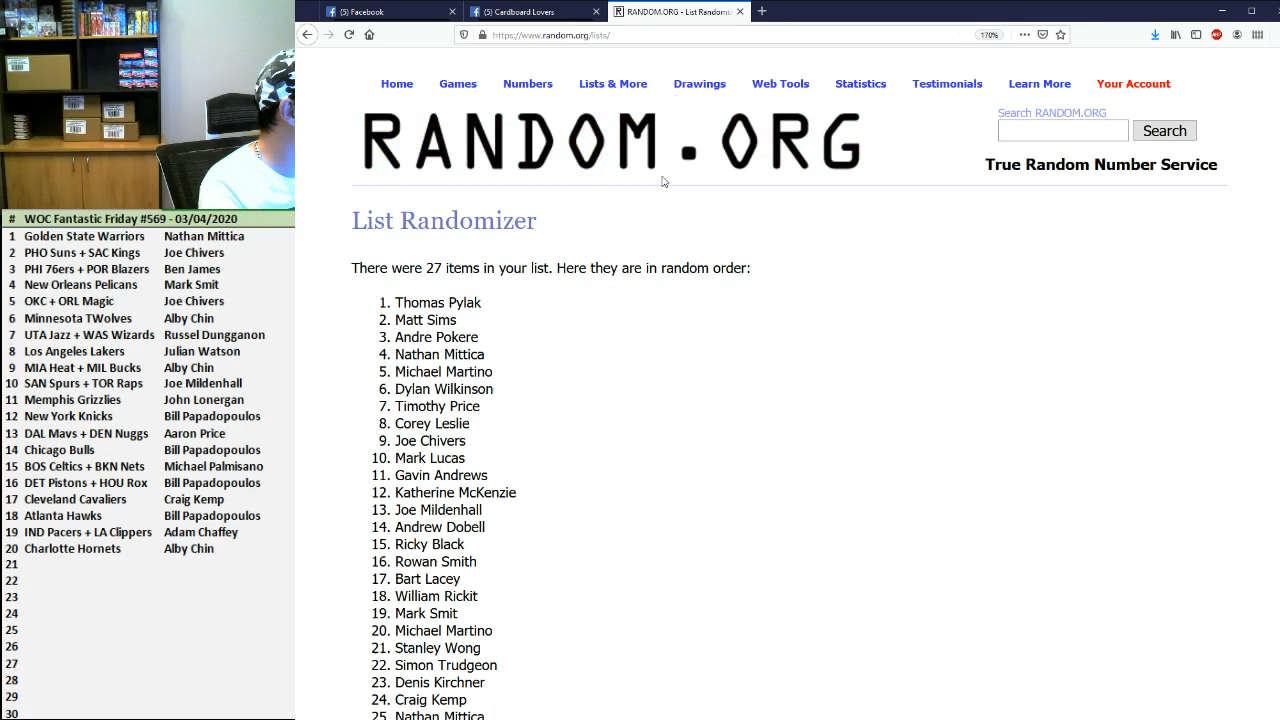 (5) Facebook
(5) Cardboard Lovers
RANDOM.ORG - List Randomiz
https://www.random.org/lists/
170%
Home Games Numbers Lists & More Drawings Web Tools Statistics Testimonials Learn More Your Account
RANDOM.ORG
Search RANDOM.ORG
Search
True Random Number Service
List Randomizer
There were 27 items in your list. Here they are in random order:
1. Thomas Pylak
2. Matt Sims
3. Andre Pokere
4. Nathan Mittica
5. Michael Martino
6. Dylan Wilkinson
7. Timothy Price
8. Corey Leslie
9. Joe Chivers
10. Mark Lucas
11. Gavin Andrews
12. Katherine McKenzie
13. Joe Mildenhall
14. Andrew Dobell
15. Ricky Black
16. Rowan Smith
17. Bart Lacey
18. William Rickit
19. Mark Smit
20. Michael Martino
21. Stanley Wong
22. Simon Trudgeon
23. Denis Kirchner
24. Craig Kemp
25. Nathan Mittica
# WOC Fantastic Friday #569 - 03/04/2020
1 Golden State Warriors Nathan Mittica
2 PHO Suns + SAC Kings Joe Chivers
3 PHI 76ers + POR Blazers Ben James
4 New Orleans Pelicans Mark Smit
5 OKC + ORL Magic Joe Chivers
6 Minnesota TWolves Alby Chin
7 UTA Jazz + WAS Wizards Russel Dungganon
8 Los Angeles Lakers Julian Watson
9 MIA Heat + MIL Bucks Alby Chin
10 SAN Spurs + TOR Raps Joe Mildenhall
11 Memphis Grizzlies John Lonergan
12 New York Knicks Bill Papadopoulos
13 DAL Mavs + DEN Nuggs Aaron Price
14 Chicago Bulls Bill Papadopoulos
15 BOS Celtics + BKN Nets Michael Palmisano
16 DET Pistons + HOU Rox Bill Papadopoulos
17 Cleveland Cavaliers Craig Kemp
18 Atlanta Hawks Bill Papadopoulos
19 IND Pacers + LA Clippers Adam Chaffey
20 Charlotte Hornets Alby Chin
21
22
23
24
25
26
27
28
29
30